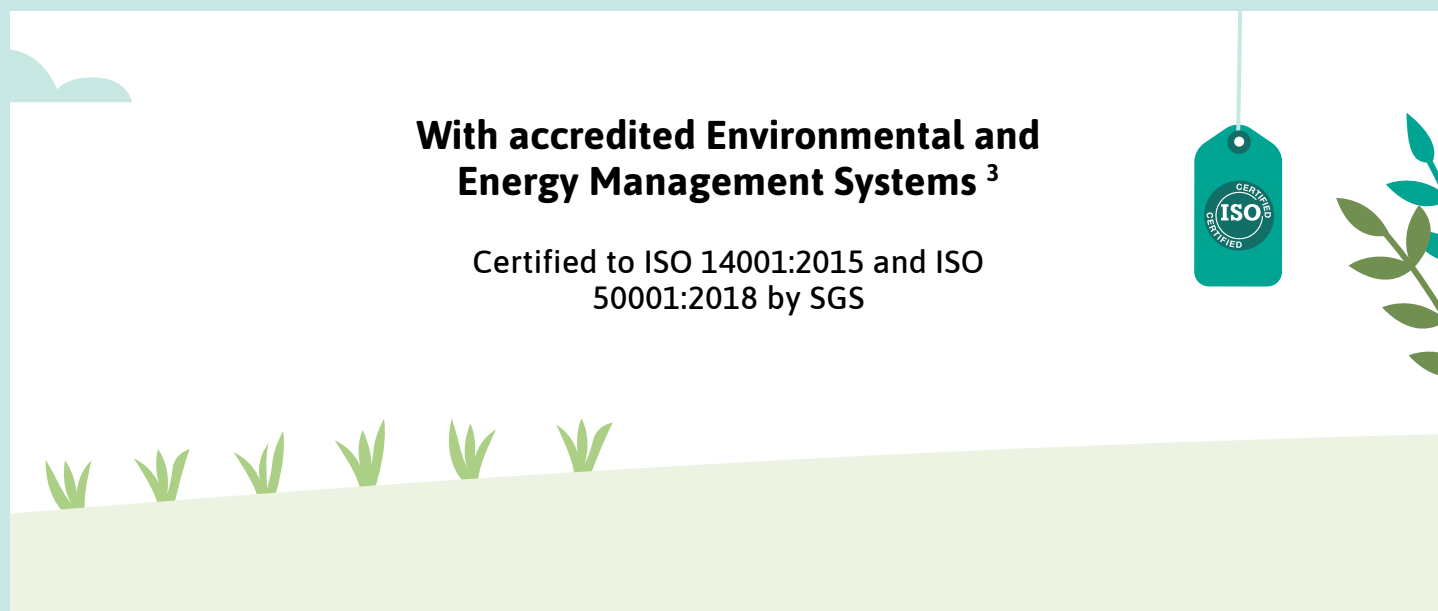 With accredited Environmental and
Energy Management Systems ³
Certified to ISO 14001:2015 and ISO
50001:2018 by SGS
CERTIFIED
ISO
CERTIFIED